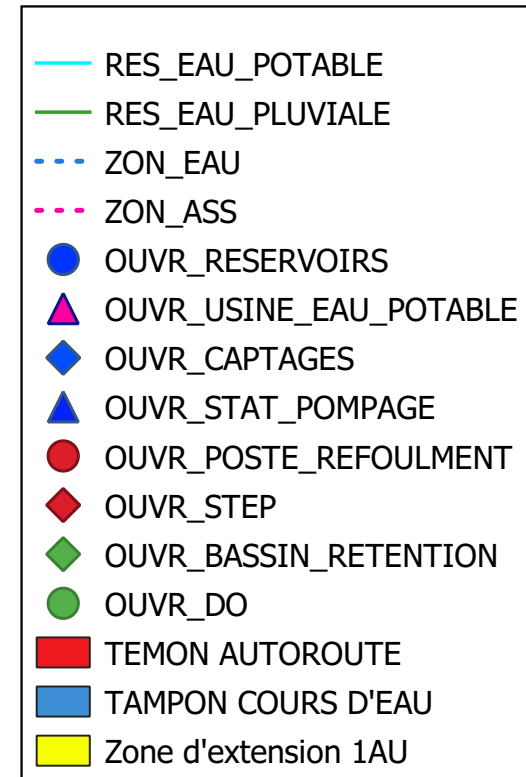 RES_EAU_POTABLE
RES_EAU_PLUVIALE
ZON_EAU
ZON_ASS
OUVR_RESERVOIRS
OUVR_USINE_EAU_POTABLE
OUVR_CAPTAGES
OUVR_STAT_POMPAGE
OUVR_POSTE_REFOULMENT
OUVR_STEP
OUVR_BASSIN_RETENTION
OUVR_DO
TEMON AUTOROUTE
TAMPON COURS D'EAU
Zone d'extension 1AU